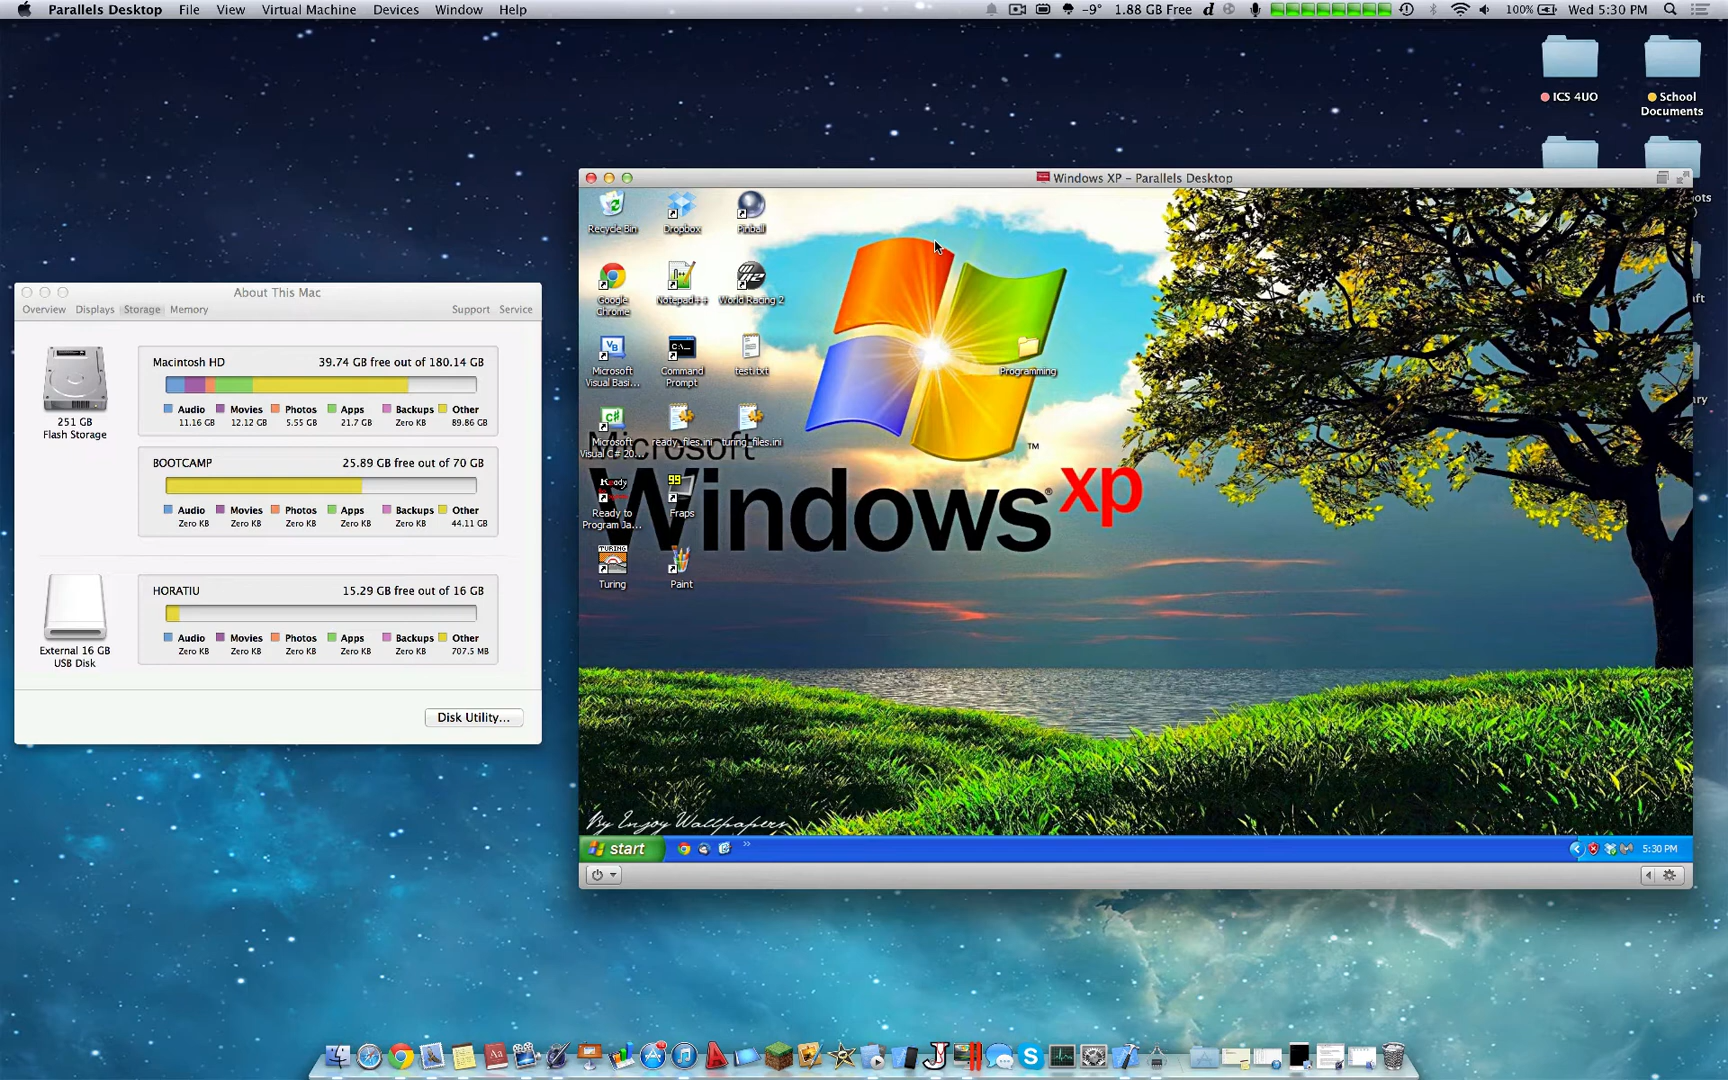 Parallels Desktop File View Virtual Machine Devices Window Help
-9° 1.88 GB Free 100% Wed 5:30 PM
ICS 4UO
School
Documents
Windows XP - Parallels Desktop
Recycle Bin
Dropbox
Pinball
Google
Chrome
Notepad++
World Racing 2
Microsoft
Visual Basi...
Command
Prompt
test.txt
Programming
Microsoft
Visual C# 20...
ready_files.ini
turing_files.ini
Ready to
Program Ja...
Fraps
Turing
Paint
Microsoft
Windows® xp
TM
By Enjoy Wallpapers
start
5:30 PM
About This Mac
Overview Displays Storage Memory Support Service
Macintosh HD 39.74 GB free out of 180.14 GB
Audio Movies Photos Apps Backups Other
11.16 GB 12.12 GB 5.55 GB 21.7 GB Zero KB 89.86 GB
251 GB
Flash Storage
BOOTCAMP 25.89 GB free out of 70 GB
Audio Movies Photos Apps Backups Other
Zero KB Zero KB Zero KB Zero KB Zero KB 44.11 GB
HORATIU 15.29 GB free out of 16 GB
Audio Movies Photos Apps Backups Other
Zero KB Zero KB Zero KB Zero KB Zero KB 707.5 MB
External 16 GB
USB Disk
Disk Utility...